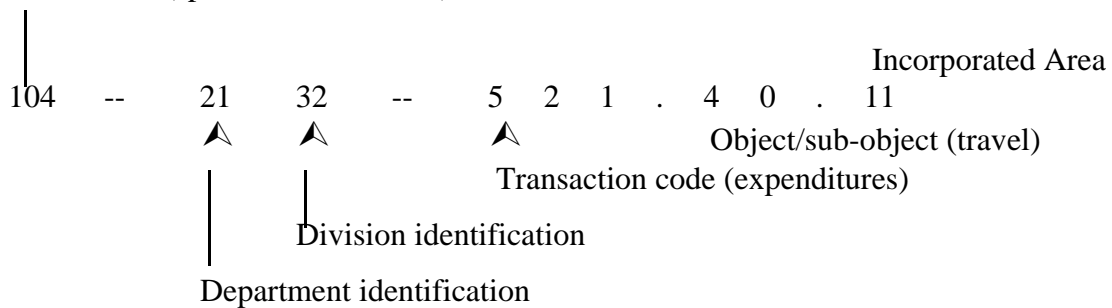 Incorporated Area
104 -- 21 32 -- 5 2 1 . 4 0 . 11
Object/sub-object (travel)
Transaction code (expenditures)
Division identification
Department identification